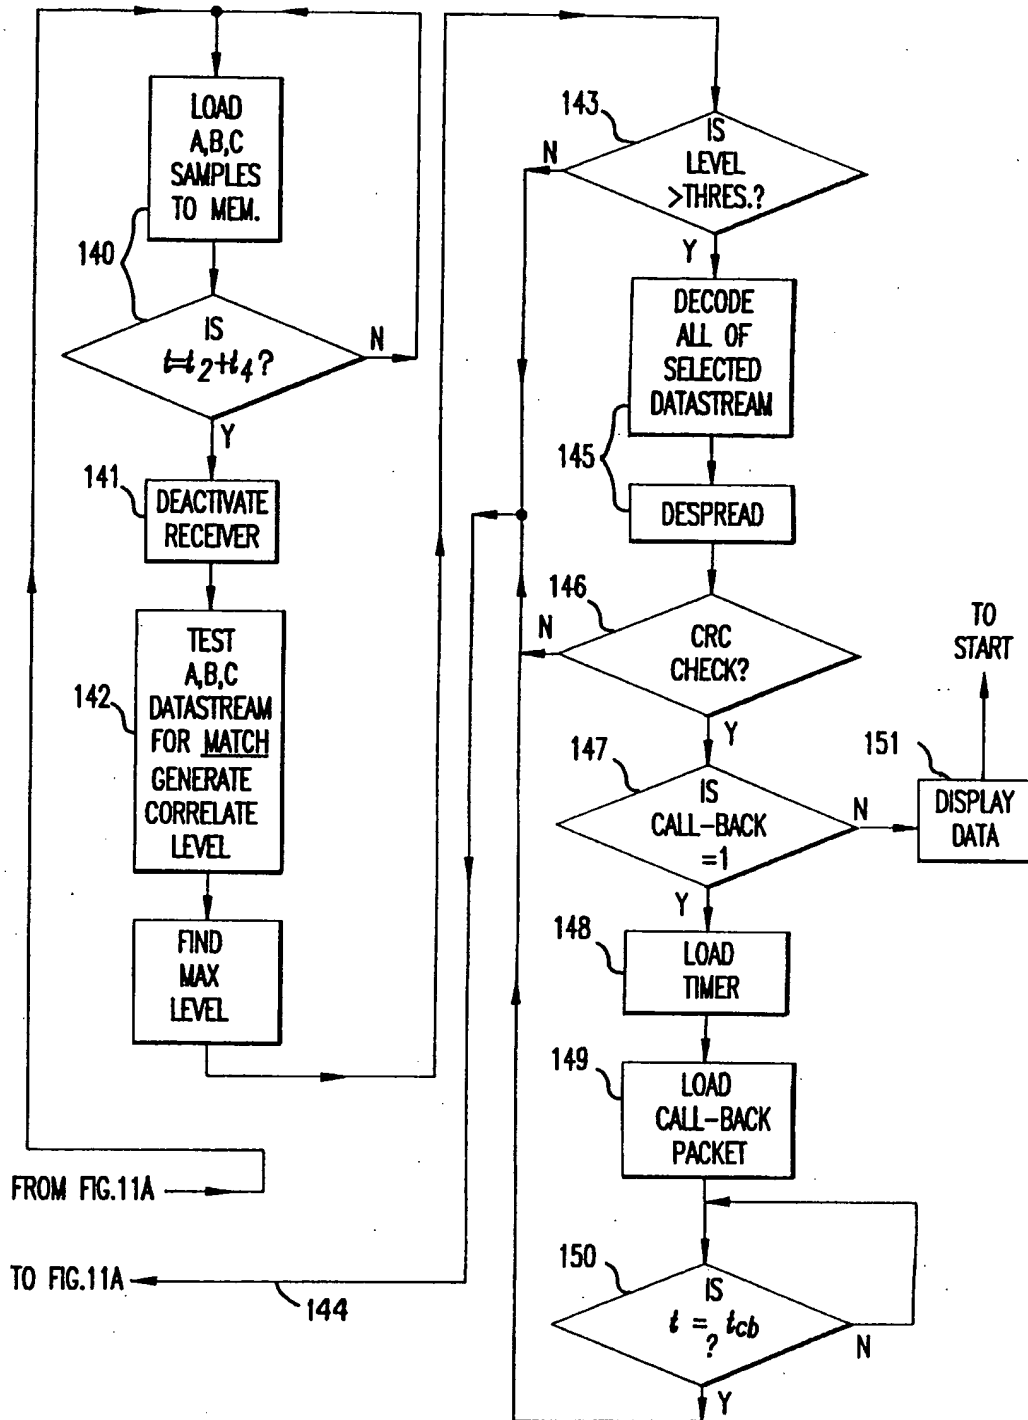 LOAD
A,B,C
SAMPLES
TO MEM.
140
IS
t=t2+t4?
N
Y
141
DEACTIVATE
RECEIVER
142
TEST
A,B,C
DATASTREAM
FOR MATCH
GENERATE
CORRELATE
LEVEL
FIND
MAX
LEVEL
FROM FIG.11A
TO FIG.11A
144
143
IS
LEVEL
>THRES.?
N
Y
DECODE
ALL OF
SELECTED
DATASTREAM
145
DESPREAD
146
CRC
CHECK?
N
Y
147
IS
CALL-BACK
=1
N
Y
151
DISPLAY
DATA
TO
START
148
LOAD
TIMER
149
LOAD
CALL-BACK
PACKET
150
IS
t = tcb
?
N
Y